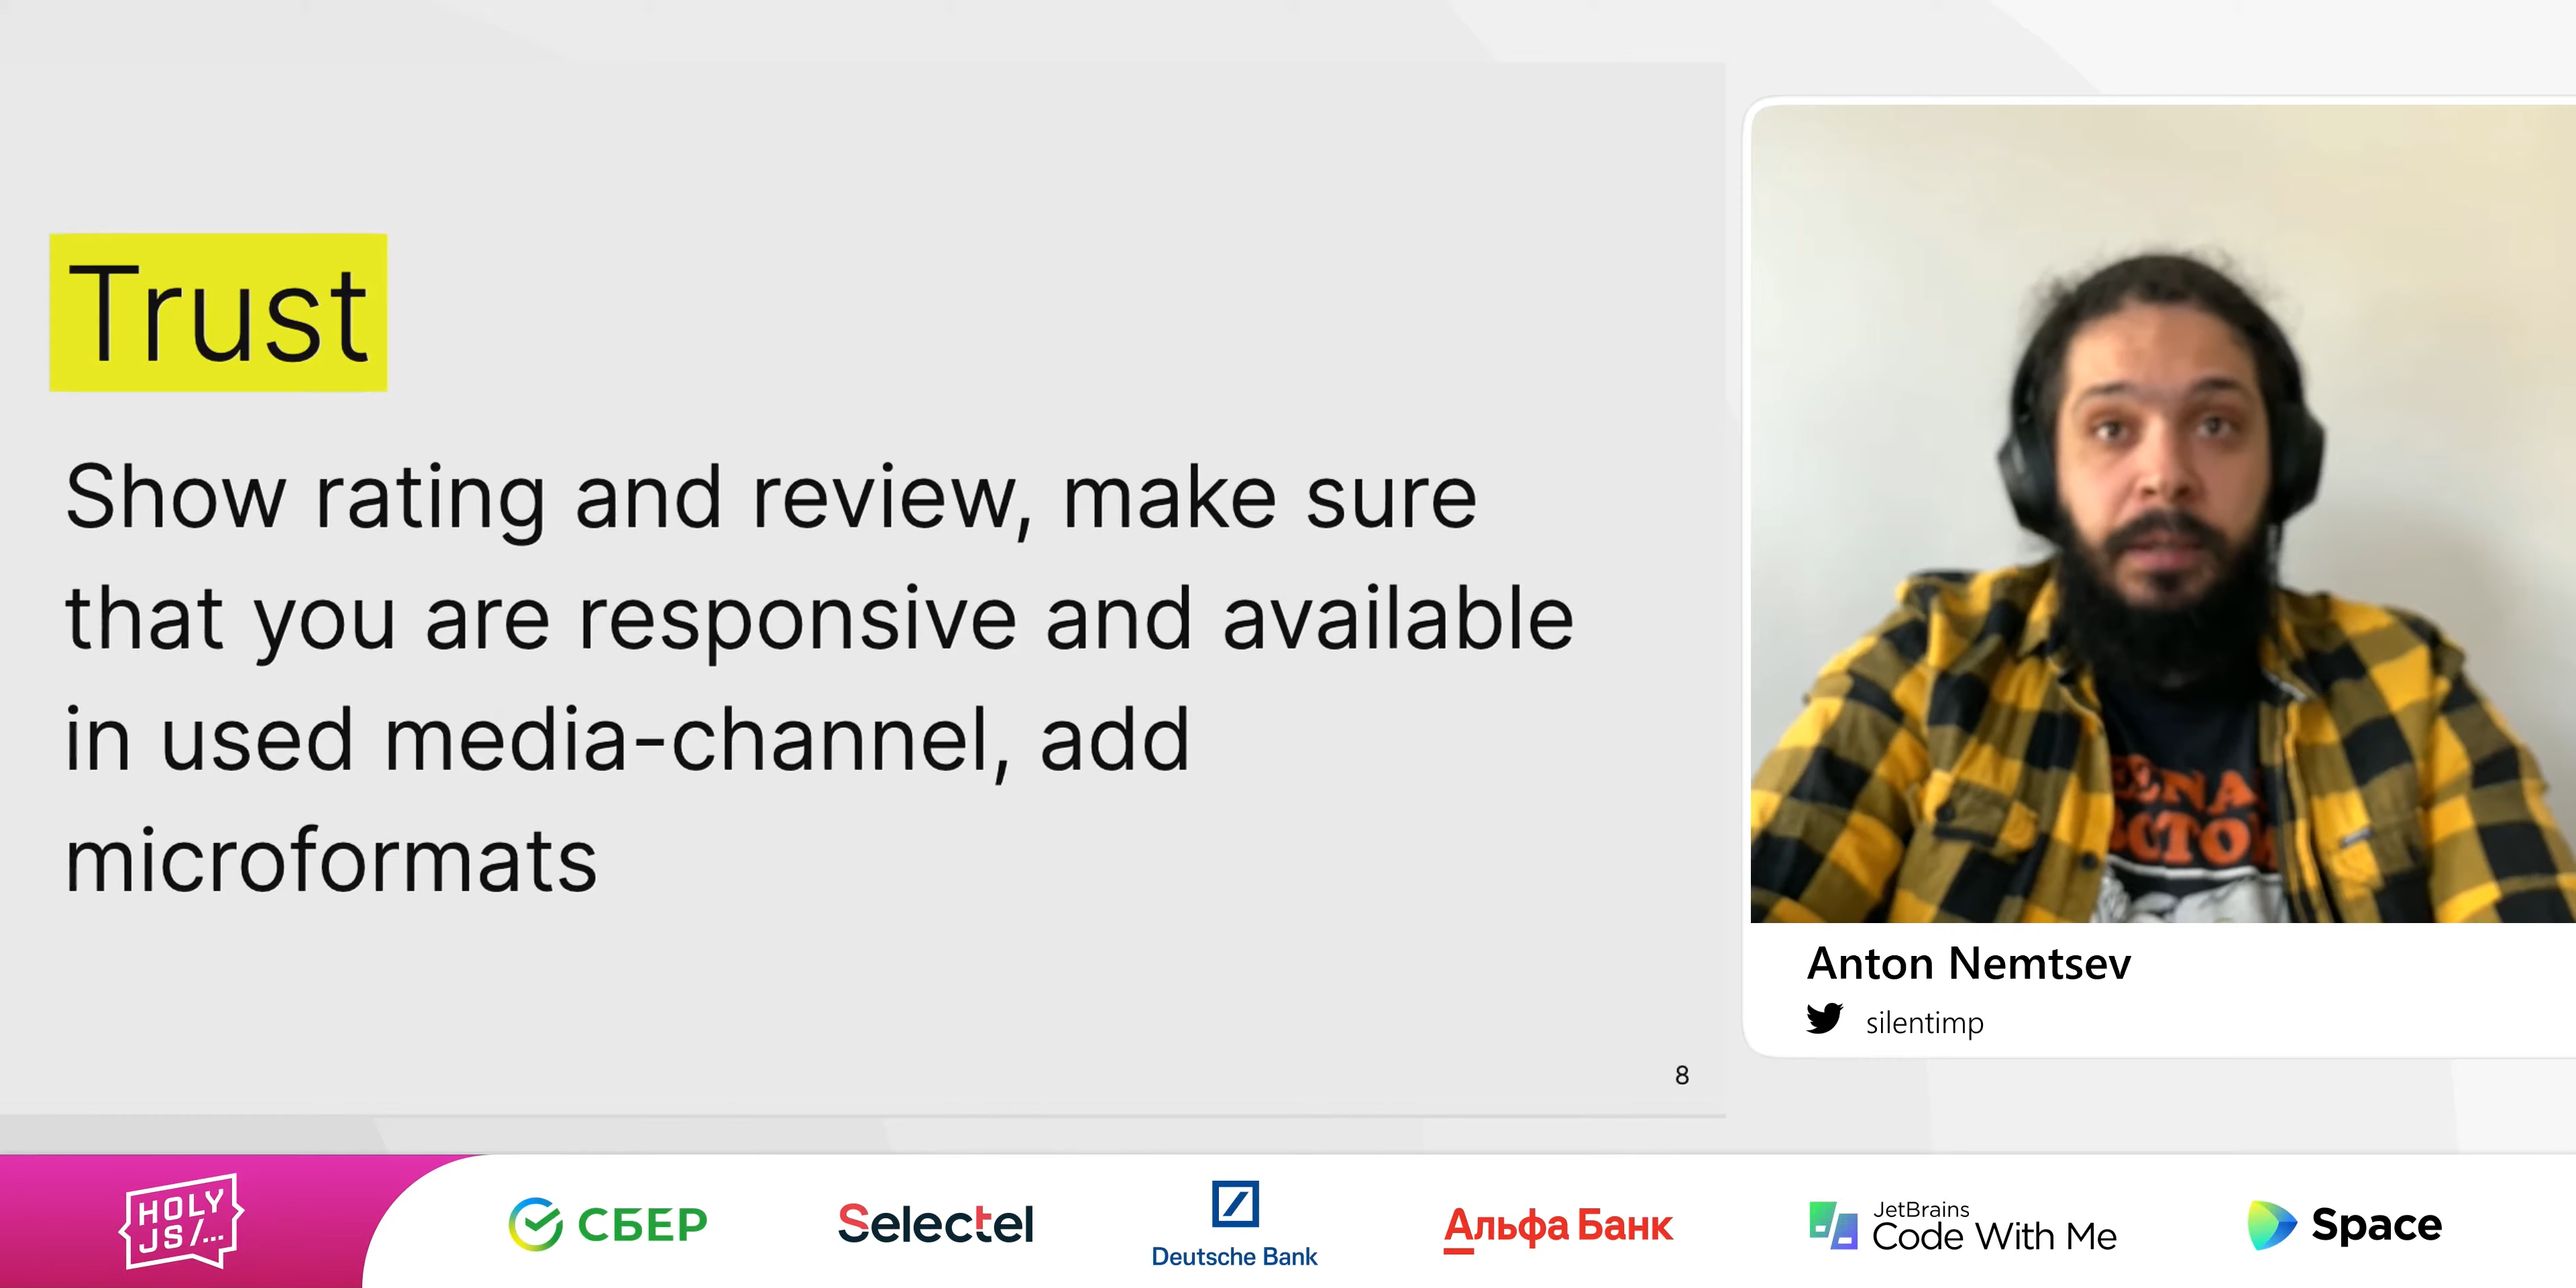 Trust
Show rating and review, make sure
that you are responsive and available
in used media-channel, add
microformats
8
Anton Nemtsev
silentimp
HOLY
JS/...
СБЕР
Selectel
Deutsche Bank
Альфа Банк
JetBrains
Code With Me
Space